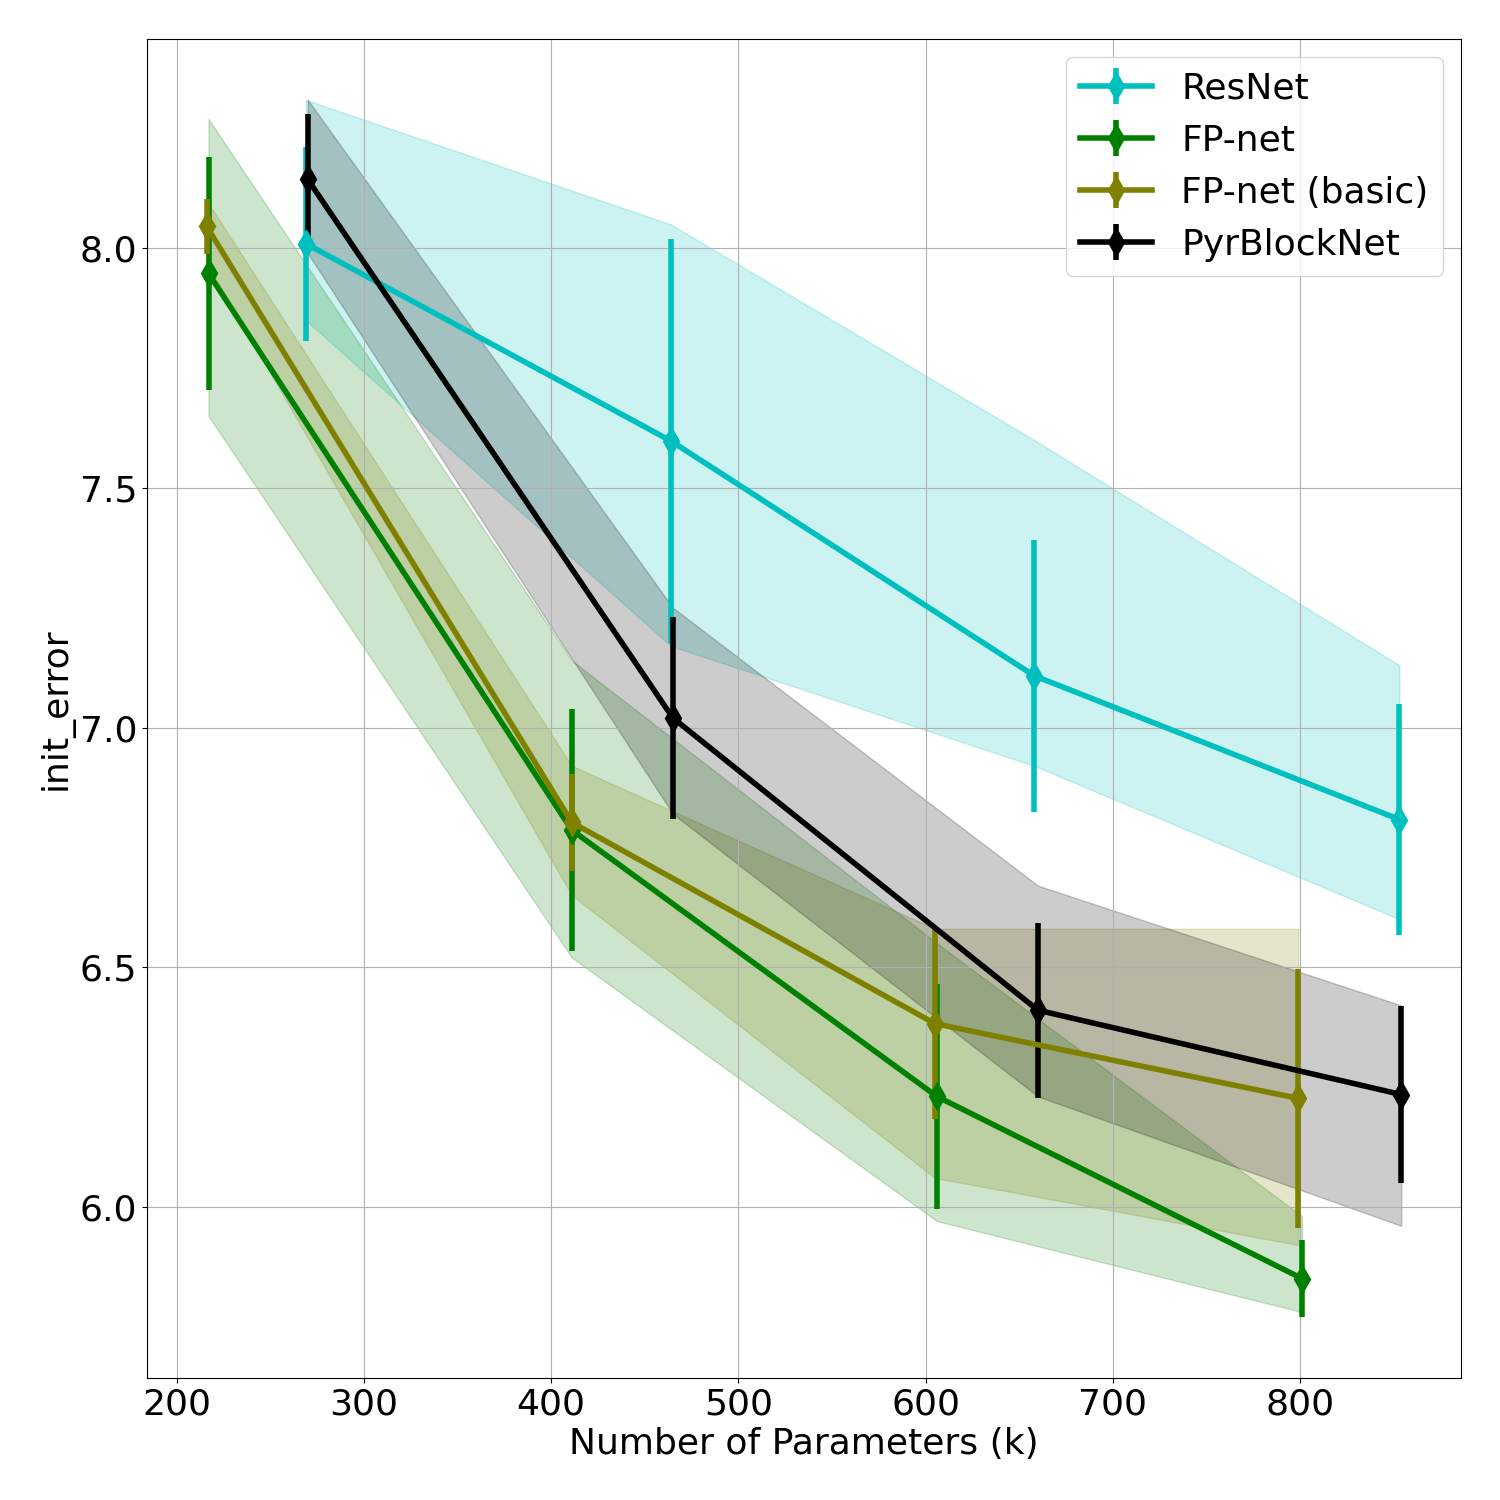 ResNet
FP-net
FP-net (basic)
PyrBlockNet
8.0
7.5
7.0
6.5
6.0
init_error
200 300 400 500 600 700 800
Number of Parameters (k)